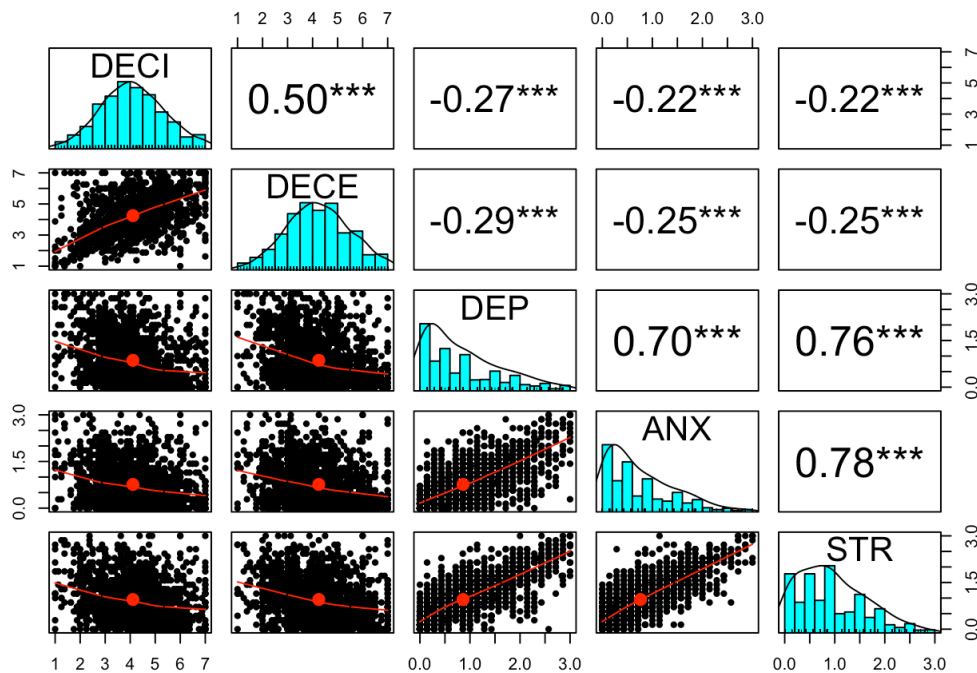 1 2 3 4 5 6 7
0.0 1.0 2.0 3.0
DECI
0.50***
-0.27***
-0.22***
-0.22***
1 3 5 7
DECE
-0.29***
-0.25***
-0.25***
1 3 5 7
DEP
0.70***
0.76***
0.0 1.5 3.0
ANX
0.78***
0.0 1.5 3.0
STR
0.0 1.5 3.0
1 2 3 4 5 6 7
0.0 1.0 2.0 3.0
0.0 1.0 2.0 3.0